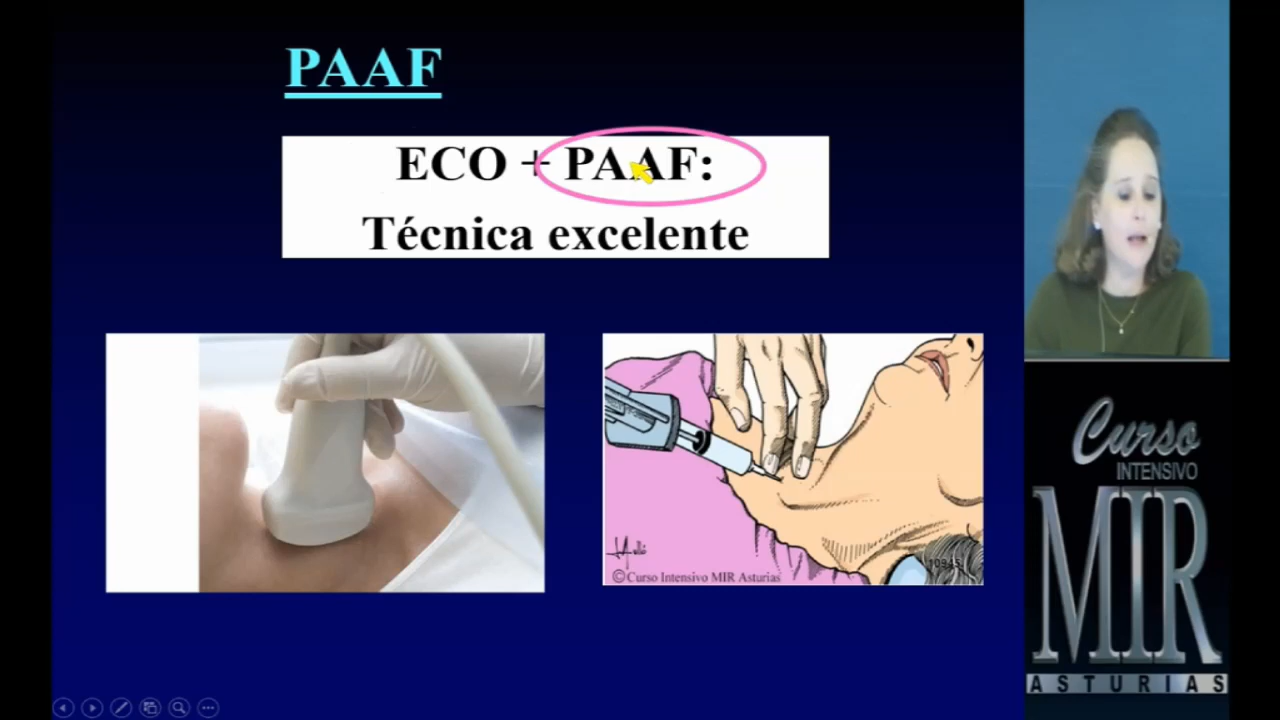 PAAF
ECO + PAAF:
Técnica excelente
©Curso Intensivo MIR Asturias
Curso
INTENSIVO
MIR
ASTURIAS